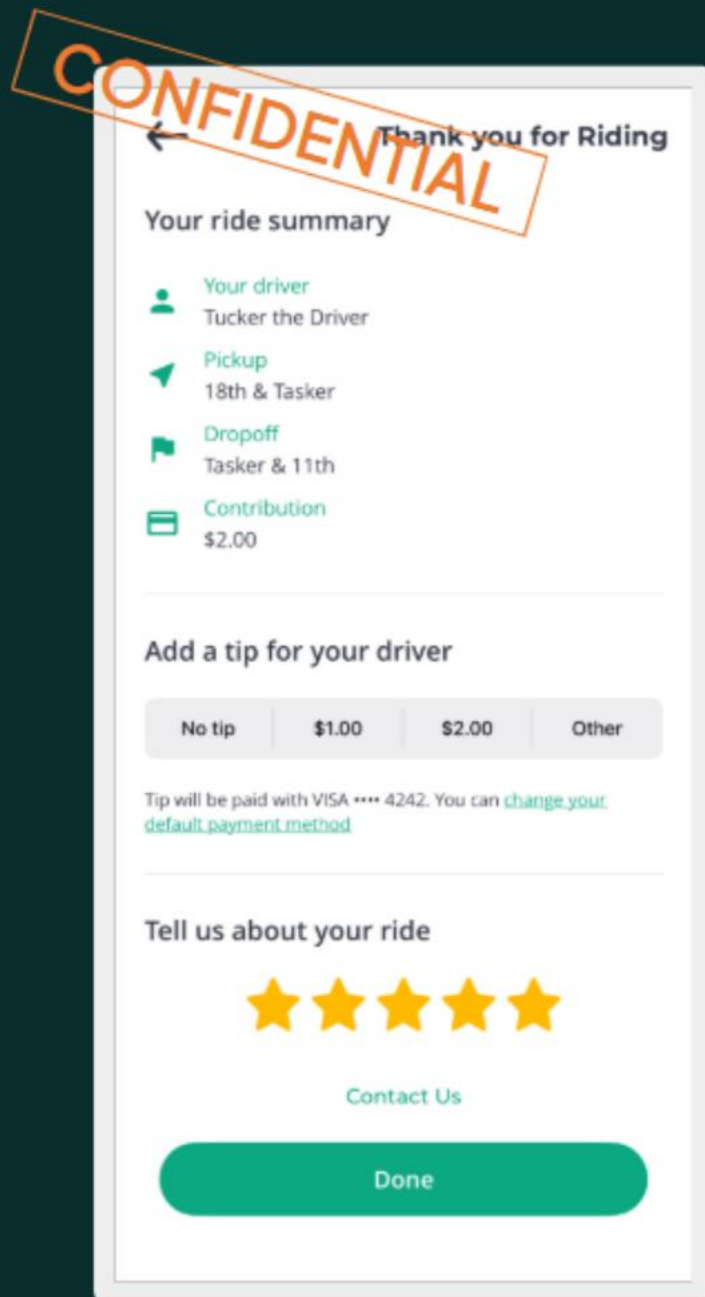 CONFIDENTIAL
Thank you for Riding
Your ride summary
Your driver
Tucker the Driver
Pickup
18th & Tasker
Dropoff
Tasker & 11th
Contribution
$2.00
Add a tip for your driver
No tip $1.00 $2.00 Other
Tip will be paid with VISA •••• 4242. You can change your
default payment method
Tell us about your ride
Contact Us
Done